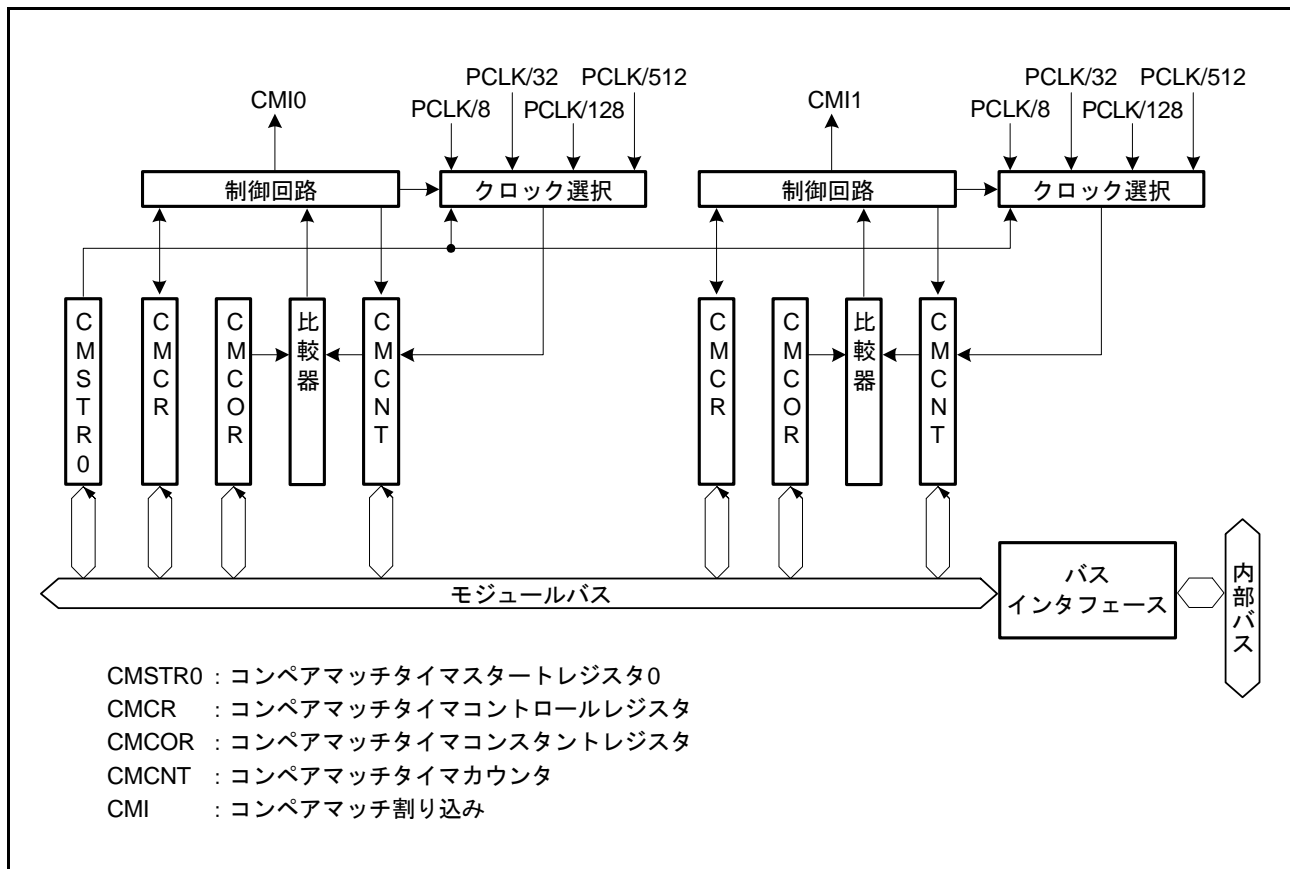 PCLK/32 PCLK/512
CMI0
PCLK/8 PCLK/128
制御回路
クロック選択
PCLK/32 PCLK/512
CMI1
PCLK/8 PCLK/128
制御回路
クロック選択
CMSTR0
CMCR
CMCOR
比較器
CMCNT
CMCR
CMCOR
比較器
CMCNT
モジュールバス
バス
インタフェース
内部バス
CMSTR0 : コンペアマッチタイマスタートレジスタ0
CMCR : コンペアマッチタイマコントロールレジスタ
CMCOR : コンペアマッチタイマコンスタントレジスタ
CMCNT : コンペアマッチタイマカウンタ
CMI : コンペアマッチ割り込み